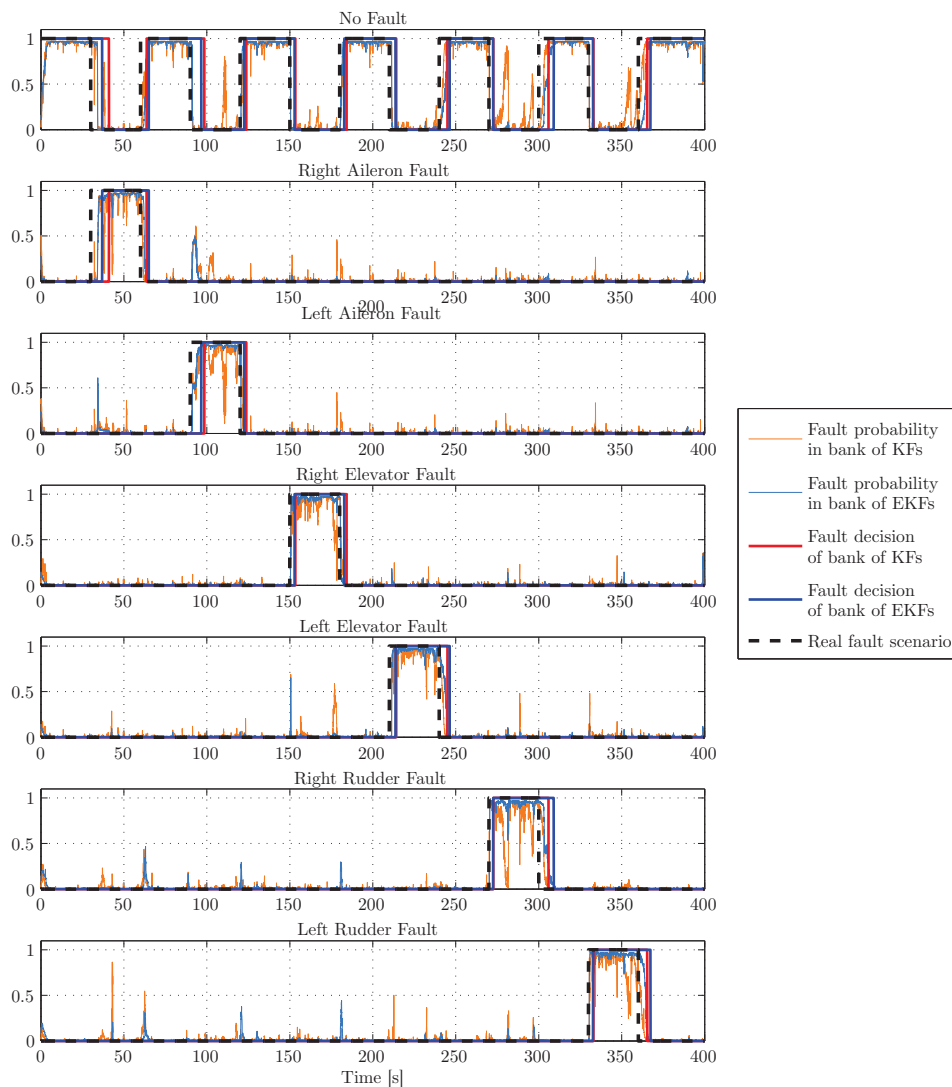 No Fault
1
0.5
0
0 50 100 150 200 250 300 350 400
Right Aileron Fault
1
0.5
0
0 50 100 150 200 250 300 350 400
200
Left Aileron Fault
1
0.5
0
0 50 100 150 200 250 300 350 400
Right Elevator Fault
1
0.5
0
0 50 100 150 200 250 300 350 400
Left Elevator Fault
1
0.5
0
0 50 100 150 200 250 300 350 400
Right Rudder Fault
1
0.5
0
0 50 100 150 200 250 300 350 400
Left Rudder Fault
1
0.5
0
0 50 100 150 200 250 300 350 400
Time [s]
Fault probability
in bank of KFs
Fault probability
in bank of EKFs
Fault decision
of bank of KFs
Fault decision
of bank of EKFs
Real fault scenario